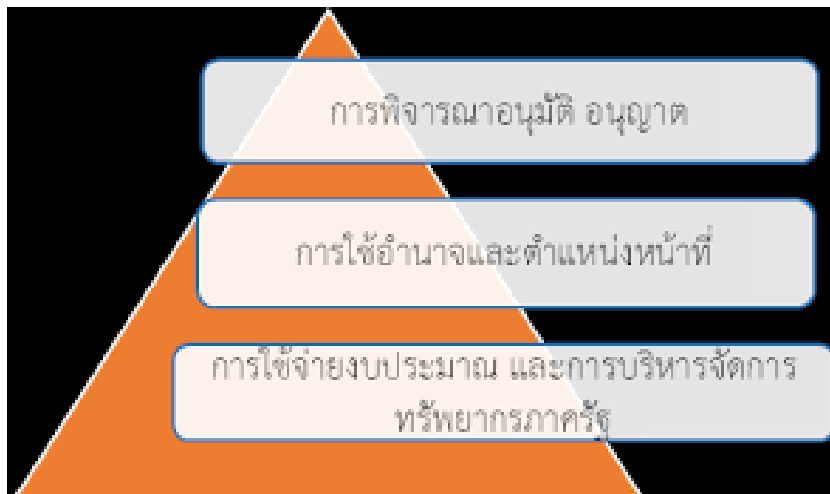 การพิจารณาอนุมัติ อนุญาต
การใช้อำนาจและตำแหน่งหน้าที่
การใช้จ่ายงบประมาณ และการบริหารจัดการ
ทรัพยากรภาครัฐ